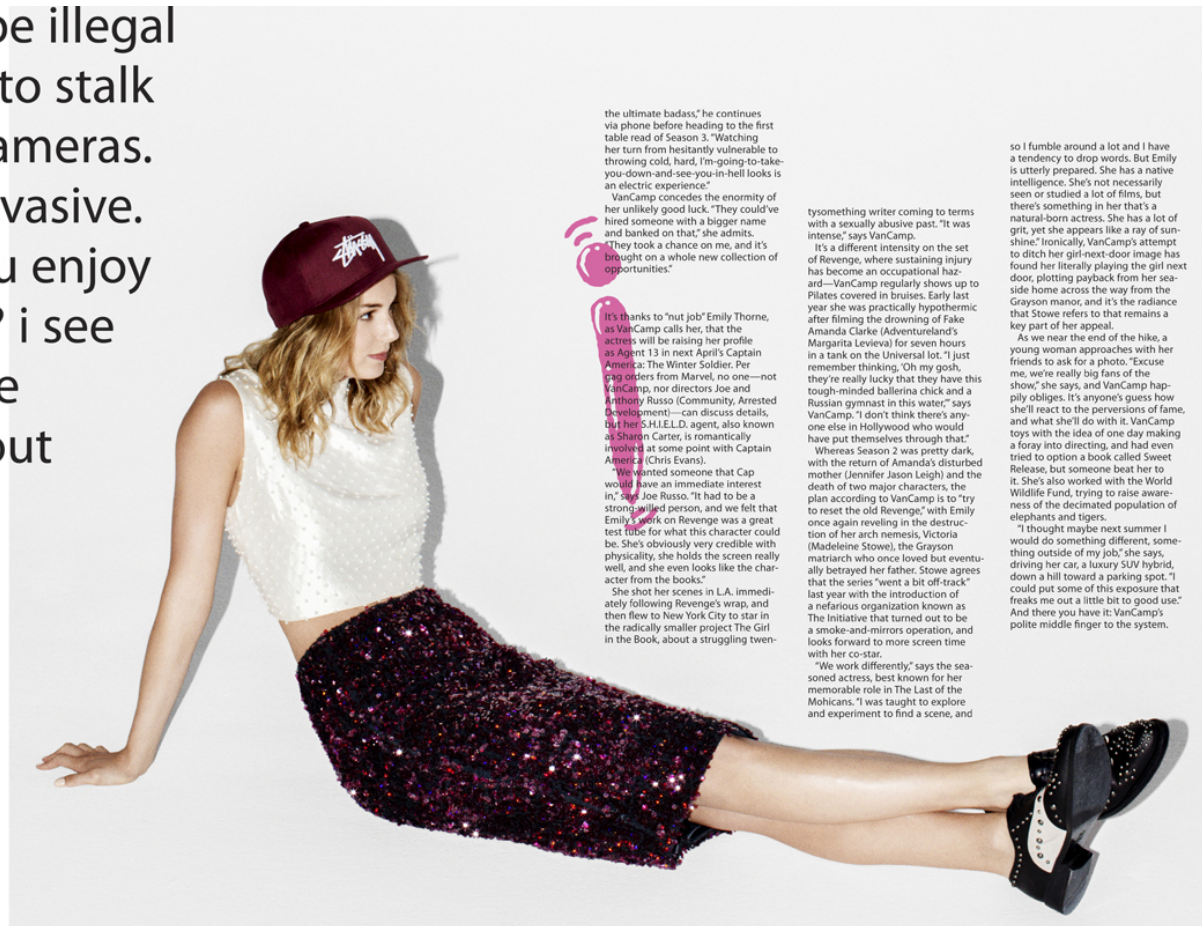 be illegal
to stalk
ameras.
vasive.
u enjoy
? i see
e
out
Stüssy
the ultimate badass,” he continues
via phone before heading to the first
table read of Season 3. “Watching
her turn from hesitantly vulnerable to
throwing cold, hard, I’m-going-to-take-
you-down-and-see-you-in-hell looks is
an electric experience.”
VanCamp concedes the enormity of
her unlikely good luck. “They could’ve
hired someone with a bigger name
and banked on that,” she admits.
“They took a chance on me, and it’s
brought on a whole new collection of
opportunities.”
It’s thanks to “nut job” Emily Thorne,
as VanCamp calls her, that the
actress will be raising her profile
as Agent 13 in next April’s Captain
America: The Winter Soldier. Per
gag orders from Marvel, no one—not
VanCamp, nor directors Joe and
Anthony Russo (Community, Arrested
Development)—can discuss details,
but her S.H.I.E.L.D. agent, also known
as Sharon Carter, is romantically
involved at some point with Captain
America (Chris Evans).
“We wanted someone that Cap
would have an immediate interest
in,” says Joe Russo. “It had to be a
strong-willed person, and we felt that
Emily’s work on Revenge was a great
test tube for what this character could
be. She’s obviously very credible with
physicality, she holds the screen really
well, and she even looks like the char-
acter from the books.”
She shot her scenes in L.A. immedi-
ately following Revenge’s wrap, and
then flew to New York City to star in
the radically smaller project The Girl
in the Book, about a struggling twen-
tysomething writer coming to terms
with a sexually abusive past. “It was
intense,” says VanCamp.
It’s a different intensity on the set
of Revenge, where sustaining injury
has become an occupational haz-
ard—VanCamp regularly shows up to
Pilates covered in bruises. Early last
year she was practically hypothermic
after filming the drowning of Fake
Amanda Clarke (Adventureland’s
Margarita Levieva) for seven hours
in a tank on the Universal lot. “I just
remember thinking, ‘Oh my gosh,
they’re really lucky that they have this
tough-minded ballerina chick and a
Russian gymnast in this water,’” says
VanCamp. “I don’t think there’s any-
one else in Hollywood who would
have put themselves through that.”
Whereas Season 2 was pretty dark,
with the return of Amanda’s disturbed
mother (Jennifer Jason Leigh) and the
death of two major characters, the
plan according to VanCamp is to “try
to reset the old Revenge,” with Emily
once again reveling in the destruc-
tion of her arch nemesis, Victoria
(Madeleine Stowe), the Grayson
matriarch who once loved but eventu-
ally betrayed her father. Stowe agrees
that the series “went a bit off-track”
last year with the introduction of
a nefarious organization known as
The Initiative that turned out to be
a smoke-and-mirrors operation, and
looks forward to more screen time
with her co-star.
“We work differently,” says the sea-
soned actress, best known for her
memorable role in The Last of the
Mohicans. “I was taught to explore
and experiment to find a scene, and
so I fumble around a lot and I have
a tendency to drop words. But Emily
is utterly prepared. She has a native
intelligence. She’s not necessarily
seen or studied a lot of films, but
there’s something in her that’s a
natural-born actress. She has a lot of
grit, yet she appears like a ray of sun-
shine.” Ironically, VanCamp’s attempt
to ditch her girl-next-door image has
found her literally playing the girl next
door, plotting payback from her sea-
side home across the way from the
Grayson manor, and it’s the radiance
that Stowe refers to that remains a
key part of her appeal.
As we near the end of the hike, a
young woman approaches with her
friends to ask for a photo. “Excuse
me, we’re really big fans of the
show,” she says, and VanCamp hap-
pily obliges. It’s anyone’s guess how
she’ll react to the perversions of fame,
and what she’ll do with it. VanCamp
toys with the idea of one day making
a foray into directing, and had even
tried to option a book called Sweet
Release, but someone beat her to
it. She’s also worked with the World
Wildlife Fund, trying to raise aware-
ness of the decimated population of
elephants and tigers.
“I thought maybe next summer I
would do something different, some-
thing outside of my job,” she says,
driving her car, a luxury SUV hybrid,
down a hill toward a parking spot. “I
could put some of this exposure that
freaks me out a little bit to good use.”
And there you have it: VanCamp’s
polite middle finger to the system.